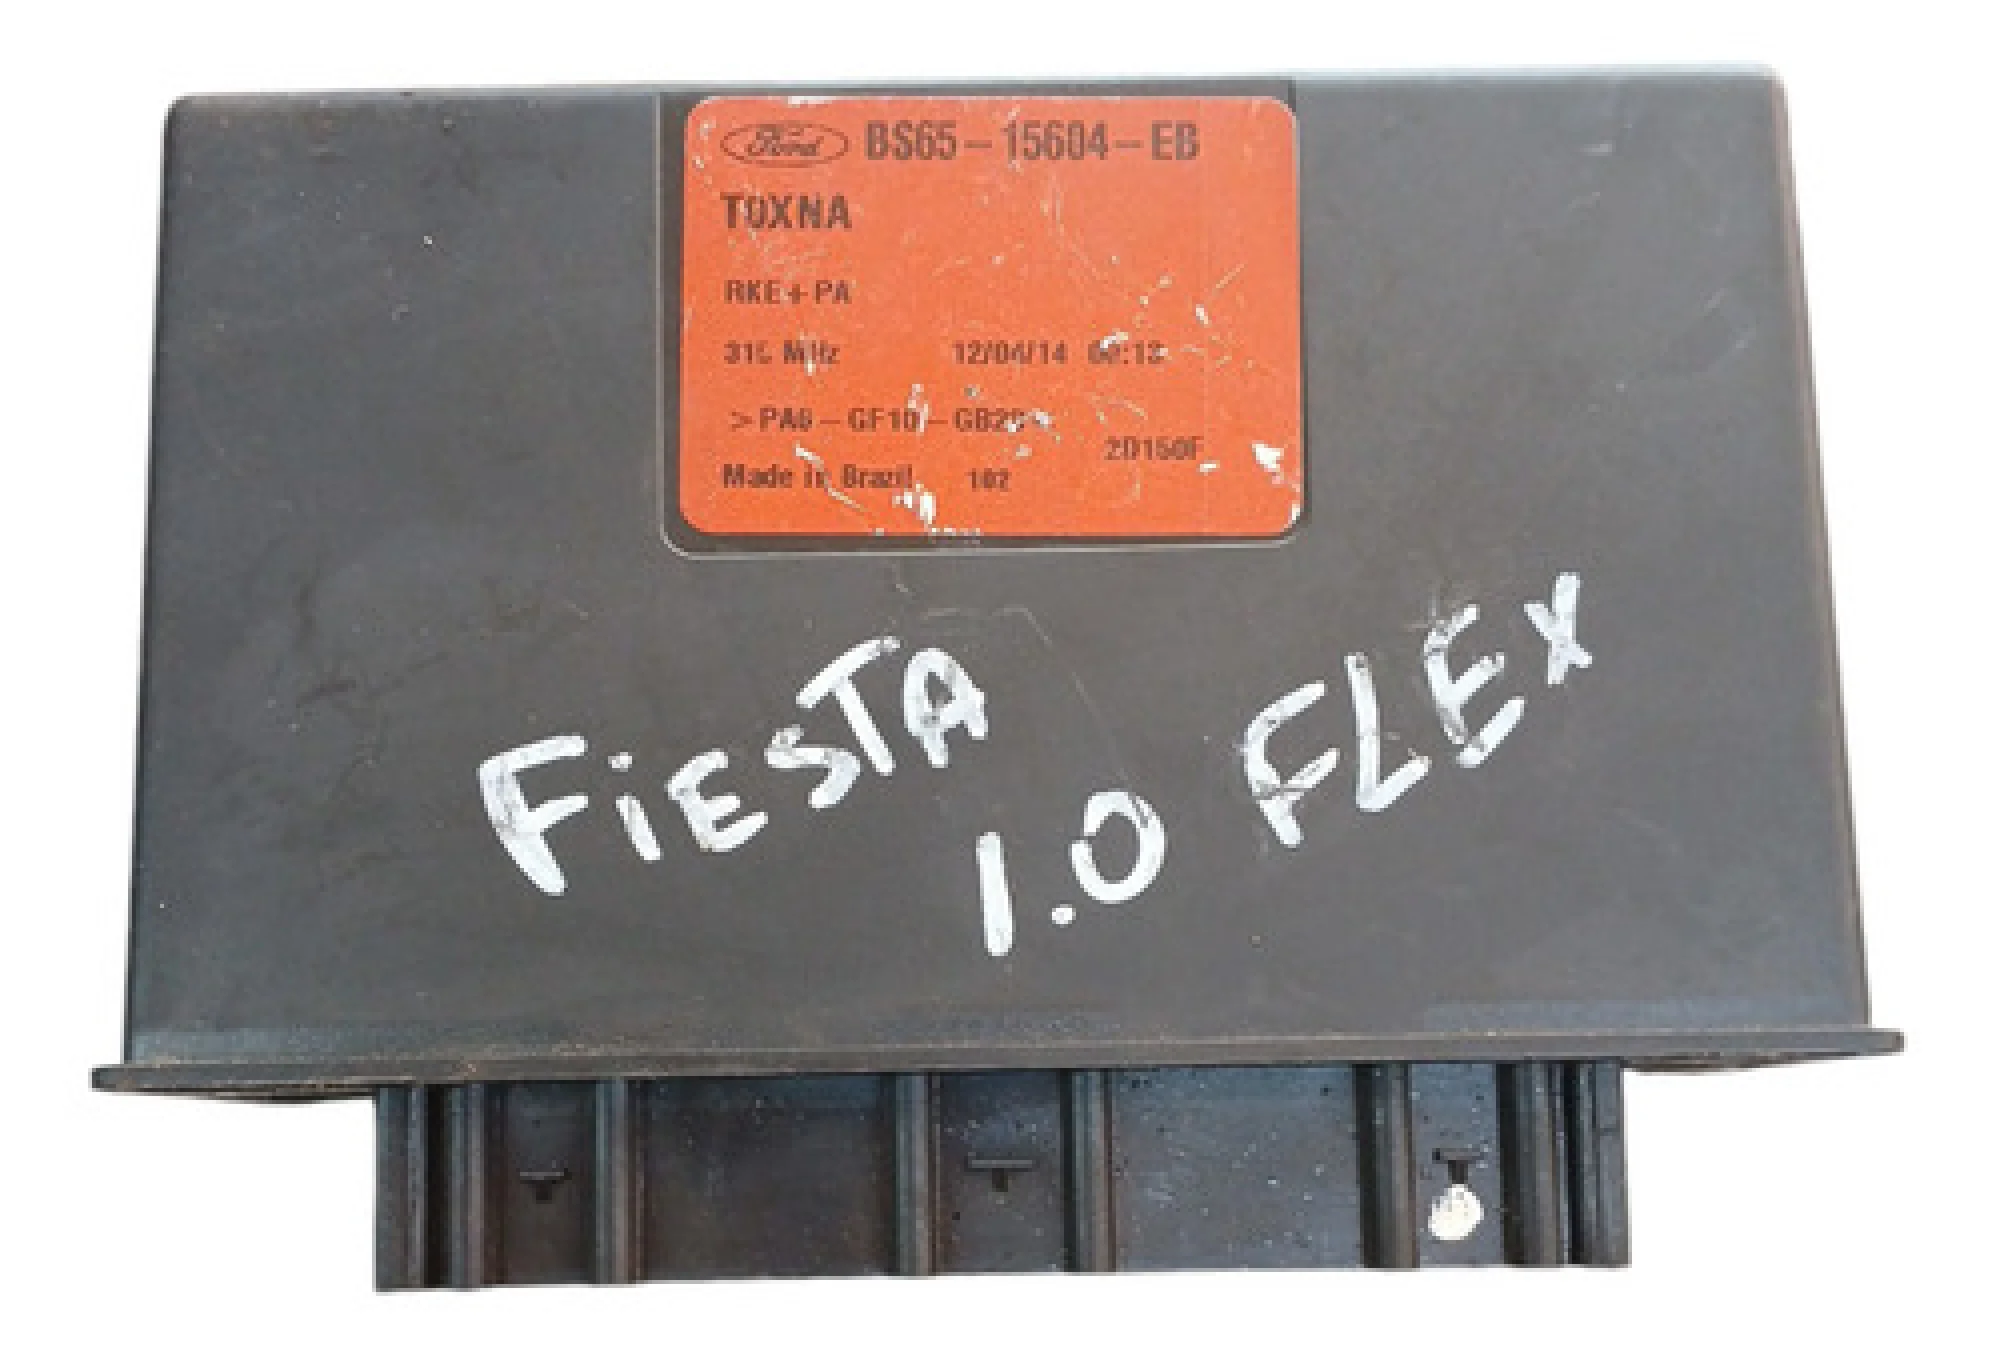 Ford BS65-15604-EB
TOXNA
RKE+PA
315 MHz 12/04/14
>PA6-GF10-GB20
2D150F
Made in Brazil 102
FiESTA
1.0 FLEX